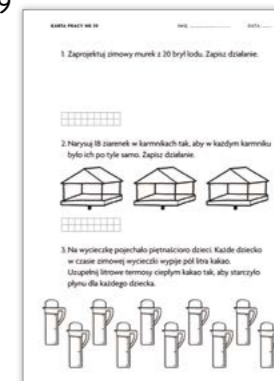 9
KARTA PRACY NR 39
IMIĘ
DATA
1. Zaprojektuj zimowy murek z 20 brył lodu. Zapisz działanie.
2. Narysuj 18 ziarenek w karmnikach tak, aby w każdym karmniku
było ich po tyle samo. Zapisz działanie.
3. Na wycieczkę pojechało piętnaścioro dzieci. Każde dziecko
w czasie zimowej wycieczki wypije pół litra kakao.
Uzupełnij litrowe termosy ciepłym kakao tak, aby starczyło
płynu dla każdego dziecka.